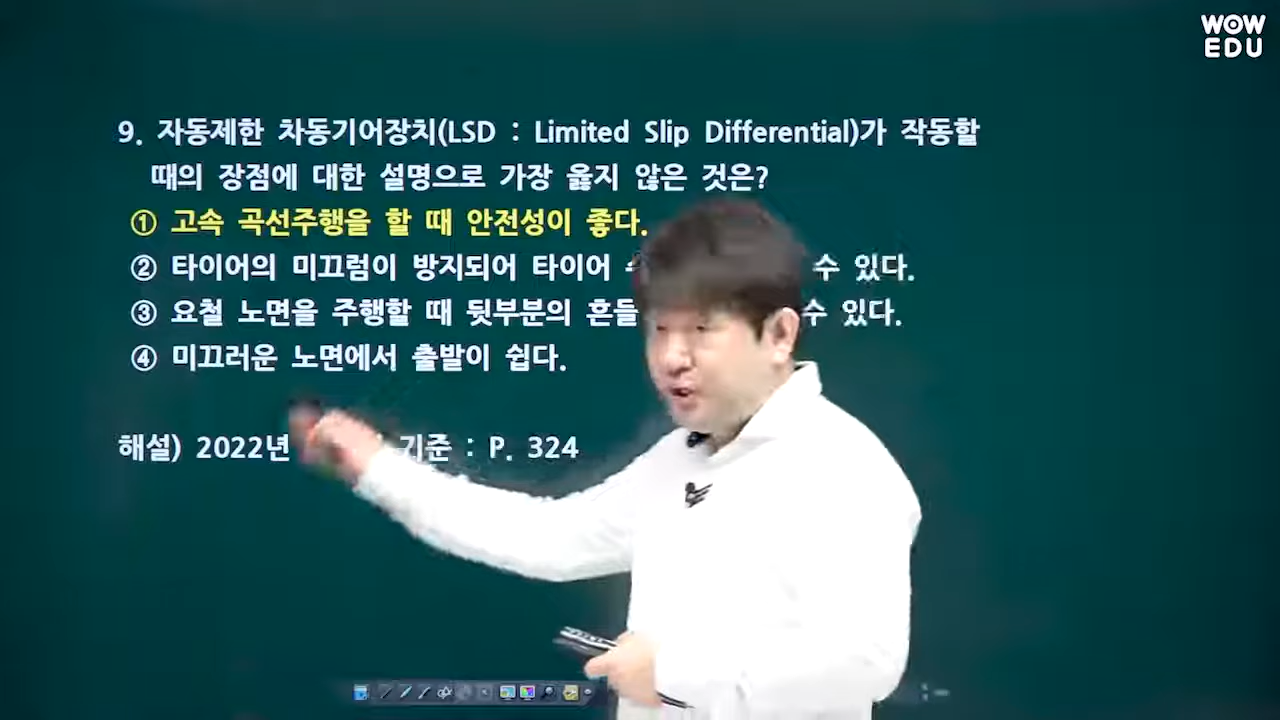 WOW
EDU
9. 자동제한 차동기어장치(LSD : Limited Slip Differential)가 작동할
때의 장점에 대한 설명으로 가장 옳지 않은 것은?
① 고속 곡선주행을 할 때 안전성이 좋다.
② 타이어의 미끄럼이 방지되어 타이어 수 있다.
③ 요철 노면을 주행할 때 뒷부분의 흔들 수 있다.
④ 미끄러운 노면에서 출발이 쉽다.
해설) 2022년 기준 : P. 324